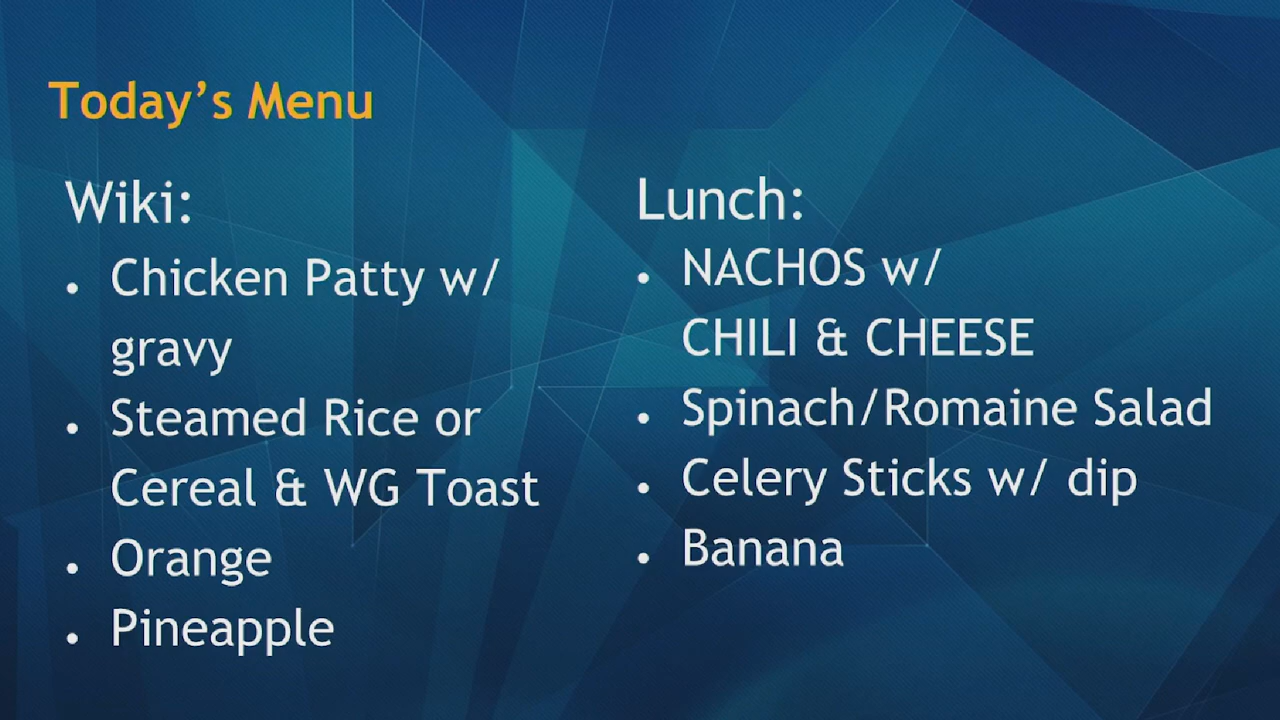 Today’s Menu
Wiki:
• Chicken Patty w/
gravy
• Steamed Rice or
Cereal & WG Toast
• Orange
• Pineapple
Lunch:
• NACHOS w/
CHILI & CHEESE
• Spinach/Romaine Salad
• Celery Sticks w/ dip
• Banana